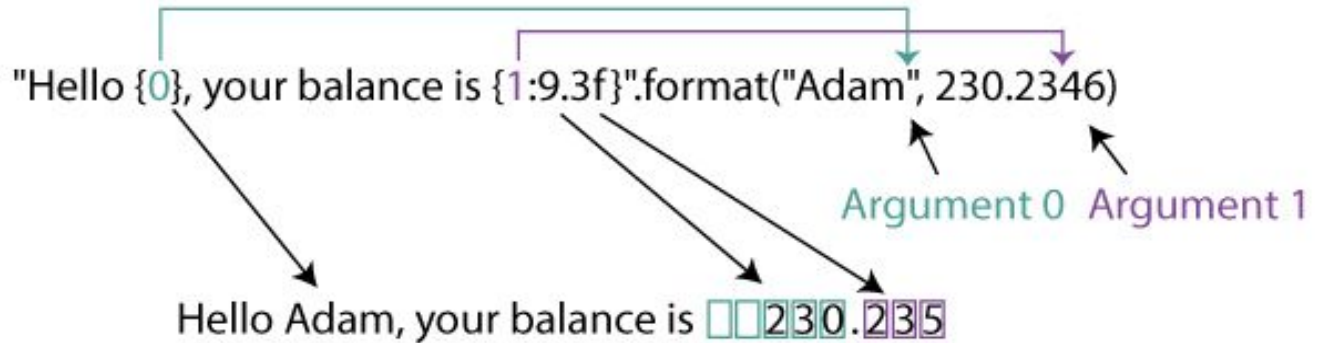 "Hello {0}, your balance is {1:9.3f}".format("Adam", 230.2346)
Argument 0 Argument 1
Hello Adam, your balance is 230.235